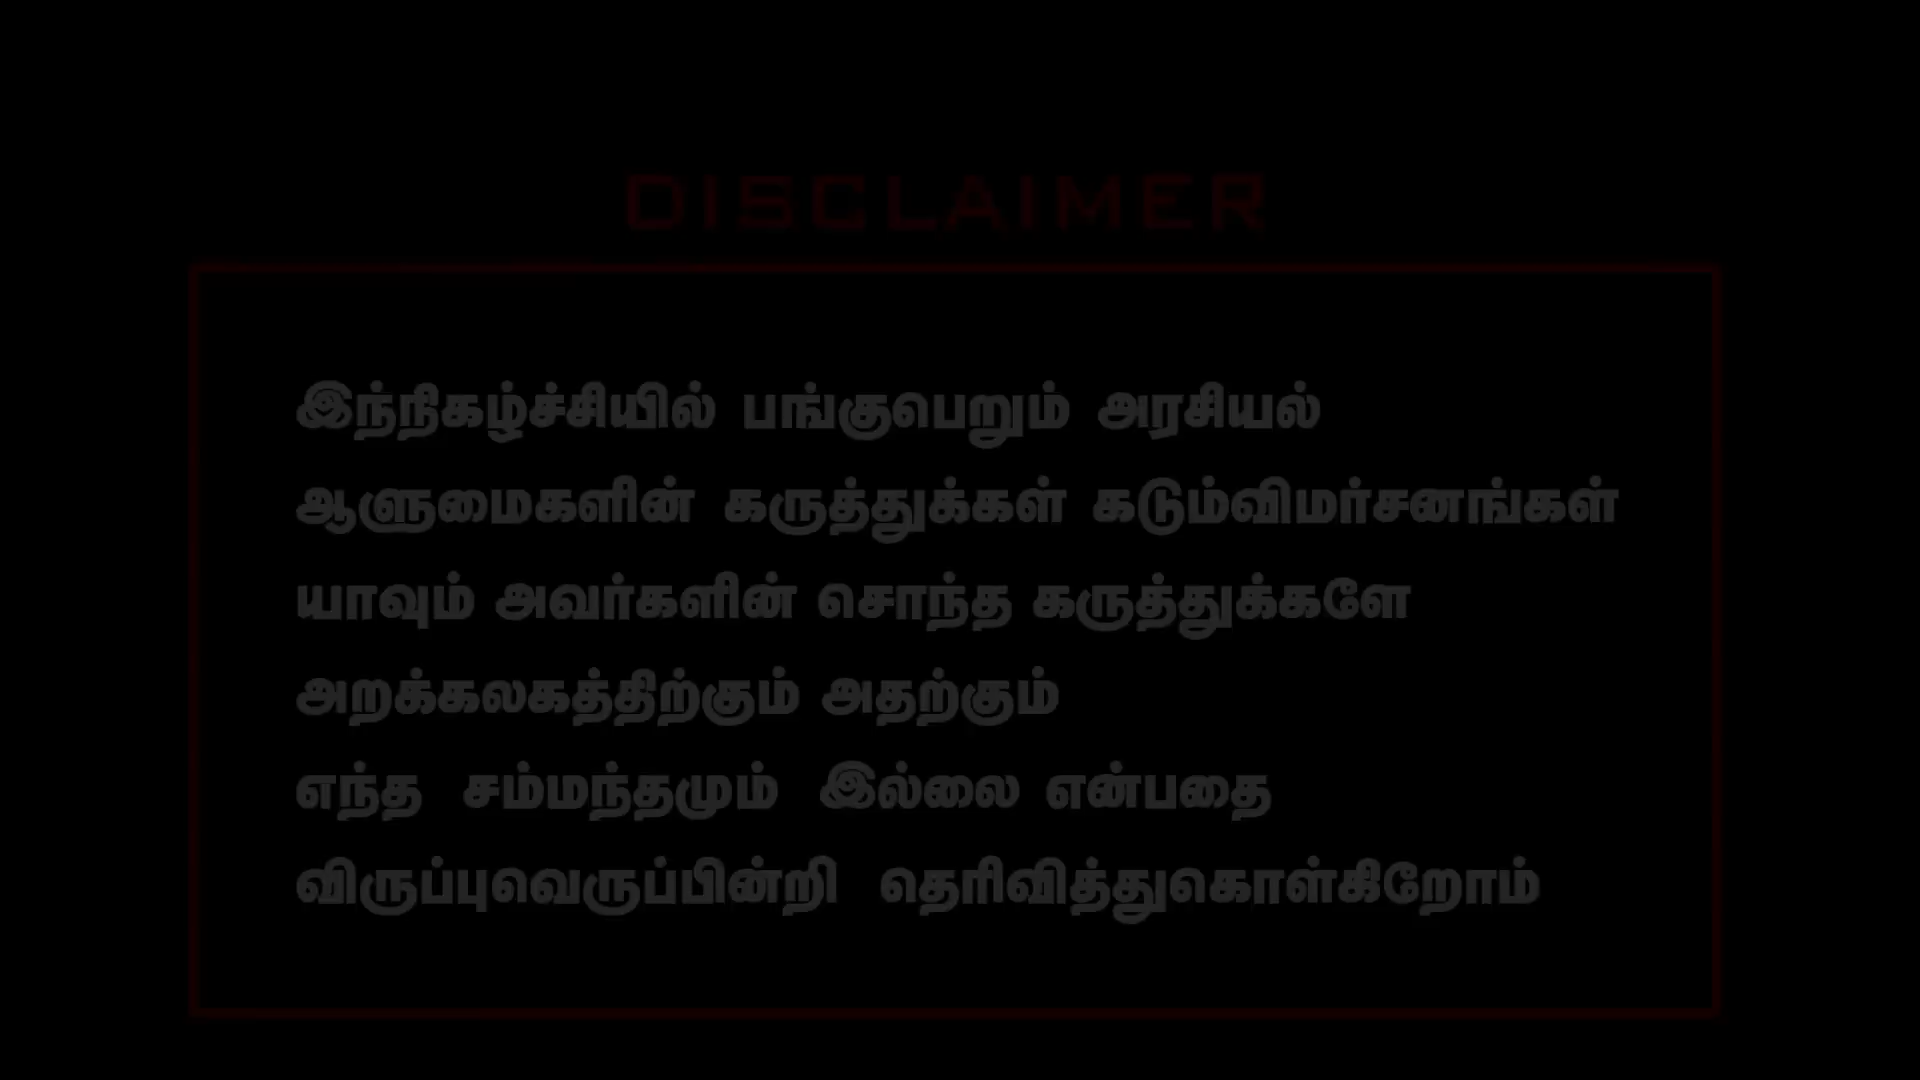 DISCLAIMER
இந்நிகழ்ச்சியில் பங்குபெறும் அரசியல்
ஆளுமைகளின் கருத்துக்கள் கடும்விமர்சனங்கள்
யாவும் அவர்களின் சொந்த கருத்துக்களே
அறக்கலகத்திற்கும் அதற்கும்
எந்த சம்மந்தமும் இல்லை என்பதை
விருப்புவெருப்பின்றி தெரிவித்துகொள்கிறோம்